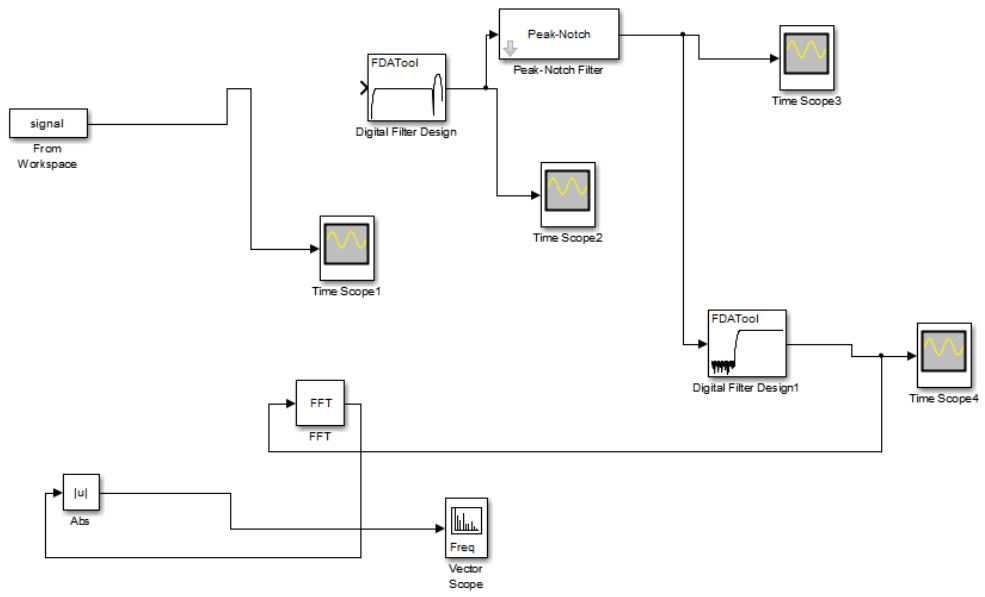 Peak-Notch
Peak-Notch Filter
FDATool
Digital Filter Design
Time Scope3
signal
From
Workspace
Time Scope2
Time Scope1
FDATool
Digital Filter Design1
Time Scope4
FFT
FFT
|u|
Abs
Freq
Vector
Scope